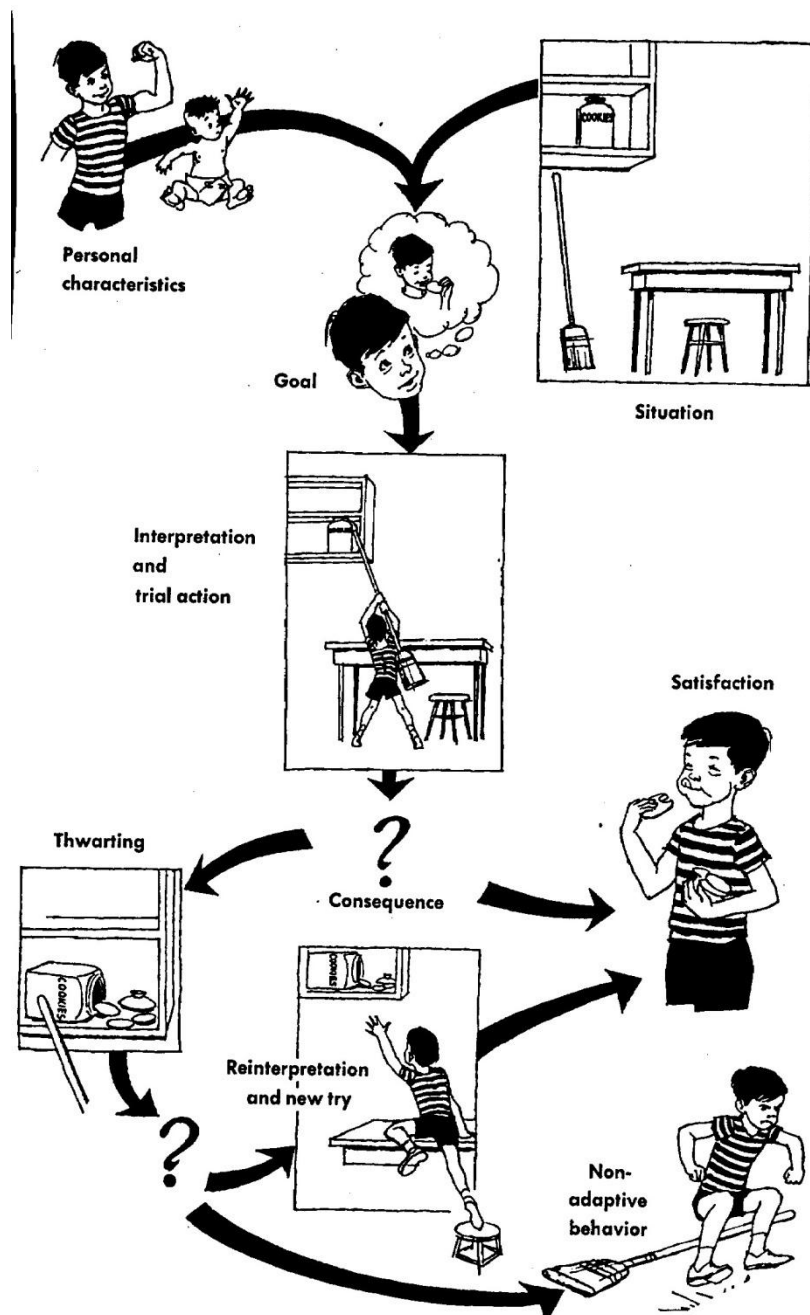 COOKIES
Personal
characteristics
Goal
Situation
Interpretation
and
trial action
Satisfaction
Thwarting
?
Consequence
COOKIES
COOKIES
Reinterpretation
and new try
?
Non-
adaptive
behavior